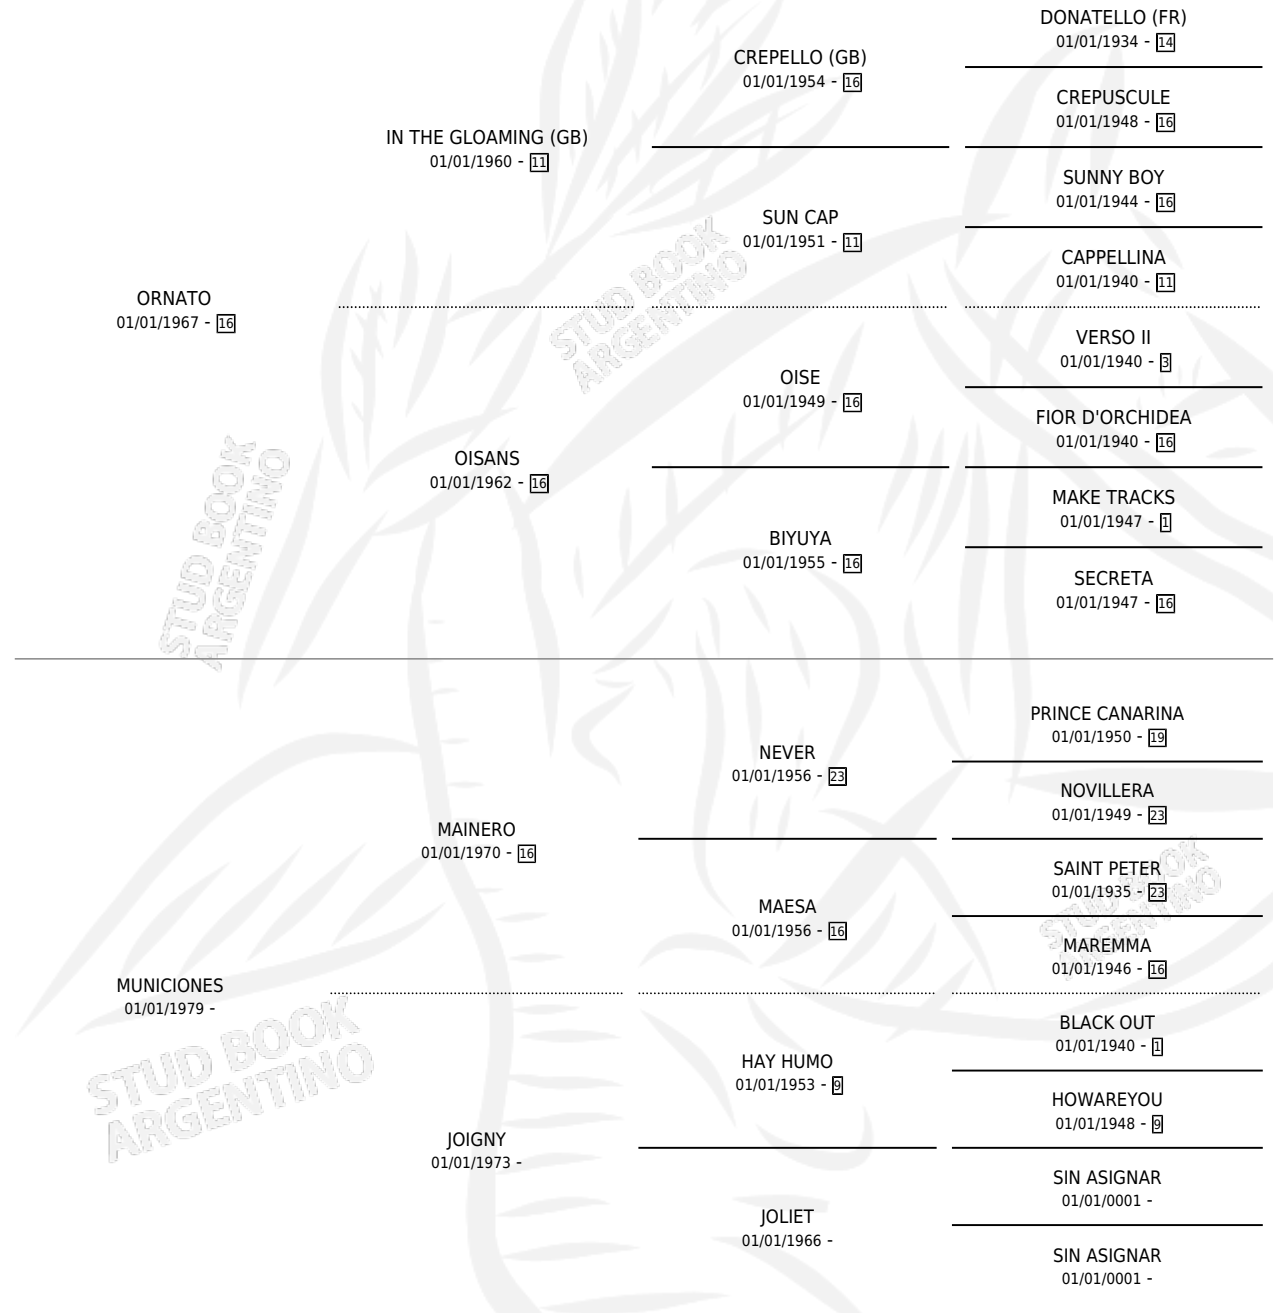 DONATELLO (FR)
01/01/1934 - 14
CREPELLO (GB)
01/01/1954 - 16
CREPUSCULE
01/01/1948 - 16
IN THE GLOAMING (GB)
01/01/1960 - 11
SUNNY BOY
01/01/1944 - 16
SUN CAP
01/01/1951 - 11
CAPPELLINA
01/01/1940 - 11
ORNATO
01/01/1967 - 16
VERSO II
01/01/1940 - 3
OISE
01/01/1949 - 16
FIOR D'ORCHIDEA
01/01/1940 - 16
OISANS
01/01/1962 - 16
MAKE TRACKS
01/01/1947 - 1
BIYUYA
01/01/1955 - 16
SECRETA
01/01/1947 - 16
STUD BOOK
ARGENTINO
STUD BOOK
ARGENTINO
PRINCE CANARINA
01/01/1950 - 19
NEVER
01/01/1956 - 23
NOVILLERA
01/01/1949 - 23
MAINERO
01/01/1970 - 16
SAINT PETER
01/01/1935 - 23
MAESA
01/01/1956 - 16
MAREMMA
01/01/1946 - 16
MUNICIONES
01/01/1979 -
BLACK OUT
01/01/1940 - 1
HAY HUMO
01/01/1953 - 9
HOWAREYOU
01/01/1948 - 9
JOIGNY
01/01/1973 -
SIN ASIGNAR
01/01/0001 -
JOLIET
01/01/1966 -
SIN ASIGNAR
01/01/0001 -
STUD BOOK
ARGENTINO
STUD BOOK
ARGENTINO